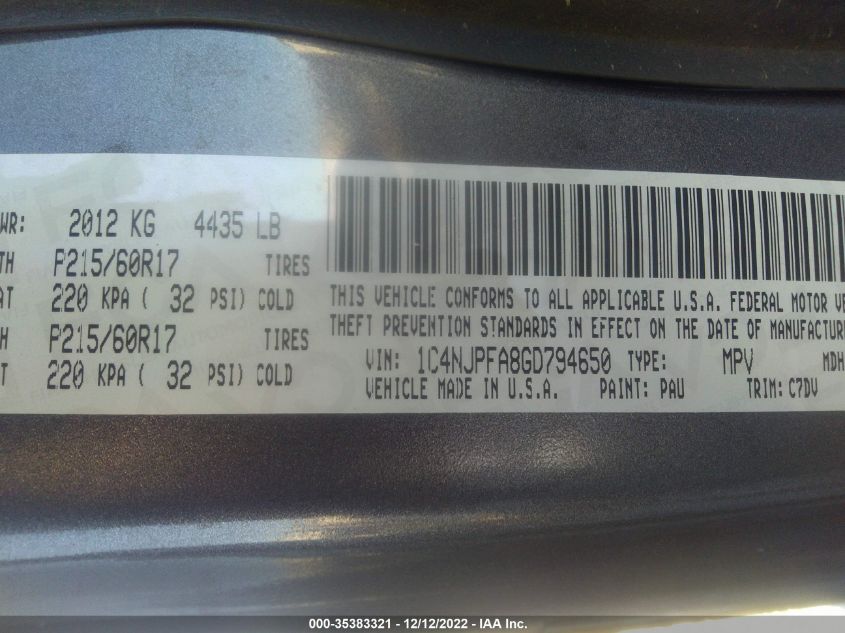 WR: 2012 KG 4435 LB
TH P215/60R17 TIRES
AT 220 KPA ( 32 PSI) COLD
H P215/60R17 TIRES
T 220 KPA ( 32 PSI) COLD
THIS VEHICLE CONFORMS TO ALL APPLICABLE U.S.A. FEDERAL MOTOR VE
THEFT PREVENTION STANDARDS IN EFFECT ON THE DATE OF MANUFACTUR
VIN: 1C4NJPFA8GD794650 TYPE: MPV MDH
VEHICLE MADE IN U.S.A. PAINT: PAU TRIM: C7DV
000-35383321 - 12/12/2022 - IAA Inc.